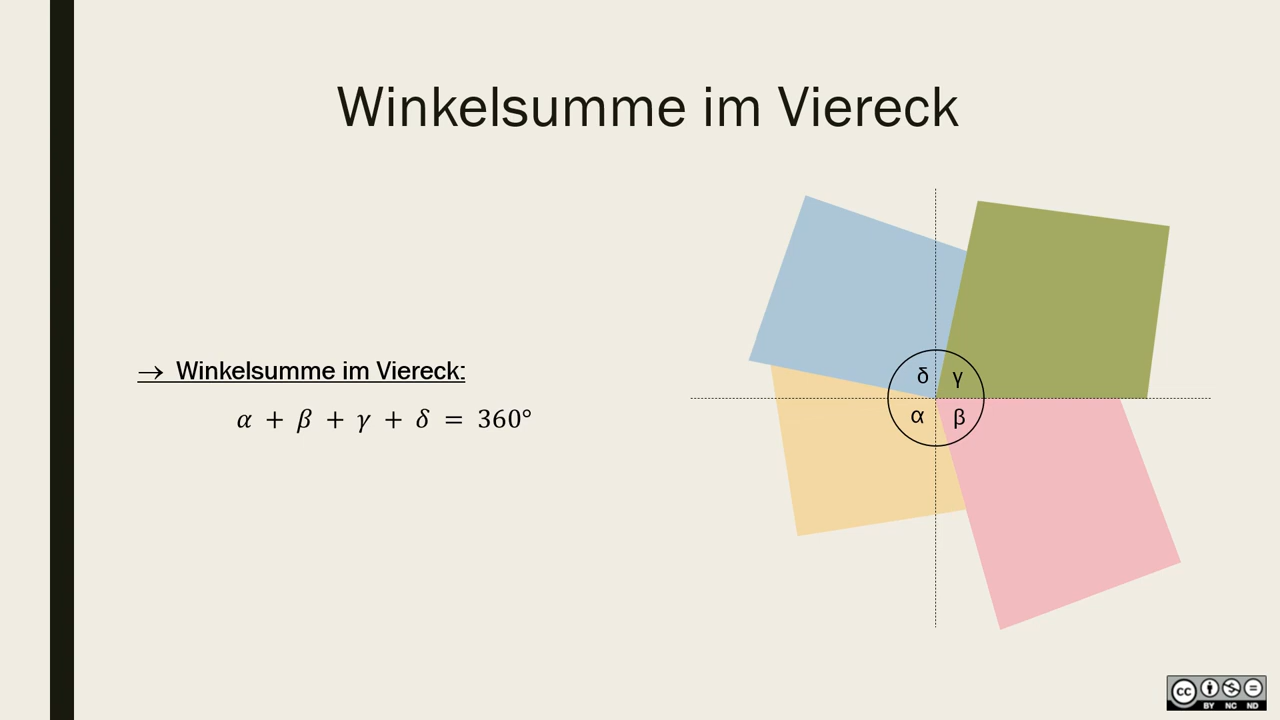 Winkelsumme im Viereck
→ Winkelsumme im Viereck:
α + β + γ + δ = 360°
δ γ
α β
cc BY NC ND